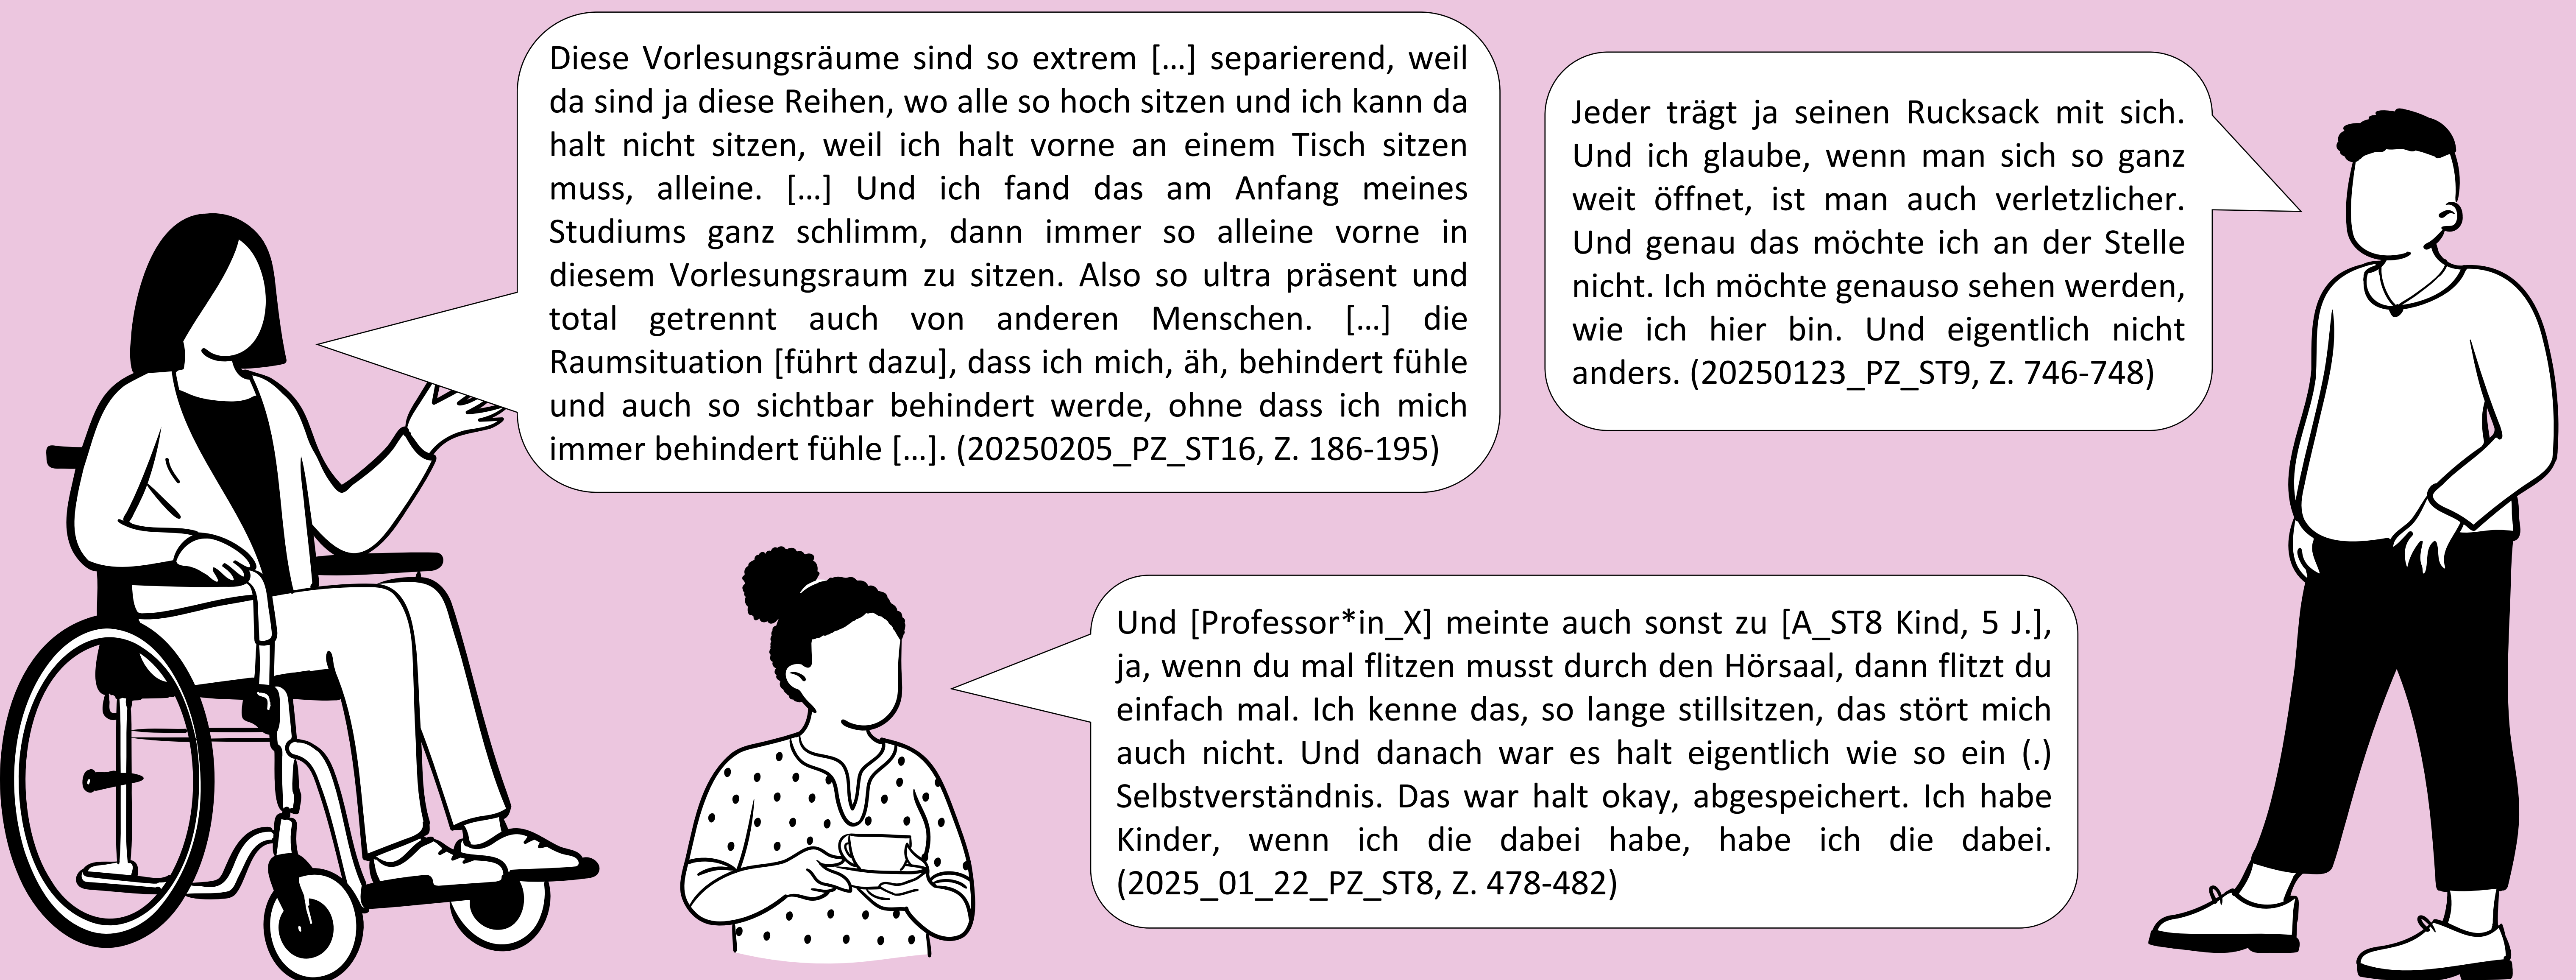 Diese Vorlesungsräume sind so extrem […] separierend, weil
da sind ja diese Reihen, wo alle so hoch sitzen und ich kann da
halt nicht sitzen, weil ich halt vorne an einem Tisch sitzen
muss, alleine. […] Und ich fand das am Anfang meines
Studiums ganz schlimm, dann immer so alleine vorne in
diesem Vorlesungsraum zu sitzen. Also so ultra präsent und
total getrennt auch von anderen Menschen. […] die
Raumsituation [führt dazu], dass ich mich, äh, behindert fühle
und auch so sichtbar behindert werde, ohne dass ich mich
immer behindert fühle […]. (20250205_PZ_ST16, Z. 186-195)
Jeder trägt ja seinen Rucksack mit sich.
Und ich glaube, wenn man sich so ganz
weit öffnet, ist man auch verletzlicher.
Und genau das möchte ich an der Stelle
nicht. Ich möchte genauso sehen werden,
wie ich hier bin. Und eigentlich nicht
anders. (20250123_PZ_ST9, Z. 746-748)
Und [Professor*in_X] meinte auch sonst zu [A_ST8 Kind, 5 J.],
ja, wenn du mal flitzen musst durch den Hörsaal, dann flitzt du
einfach mal. Ich kenne das, so lange stillsitzen, das stört mich
auch nicht. Und danach war es halt eigentlich wie so ein (.)
Selbstverständnis. Das war halt okay, abgespeichert. Ich habe
Kinder, wenn ich die dabei habe, habe ich die dabei.
(2025_01_22_PZ_ST8, Z. 478-482)